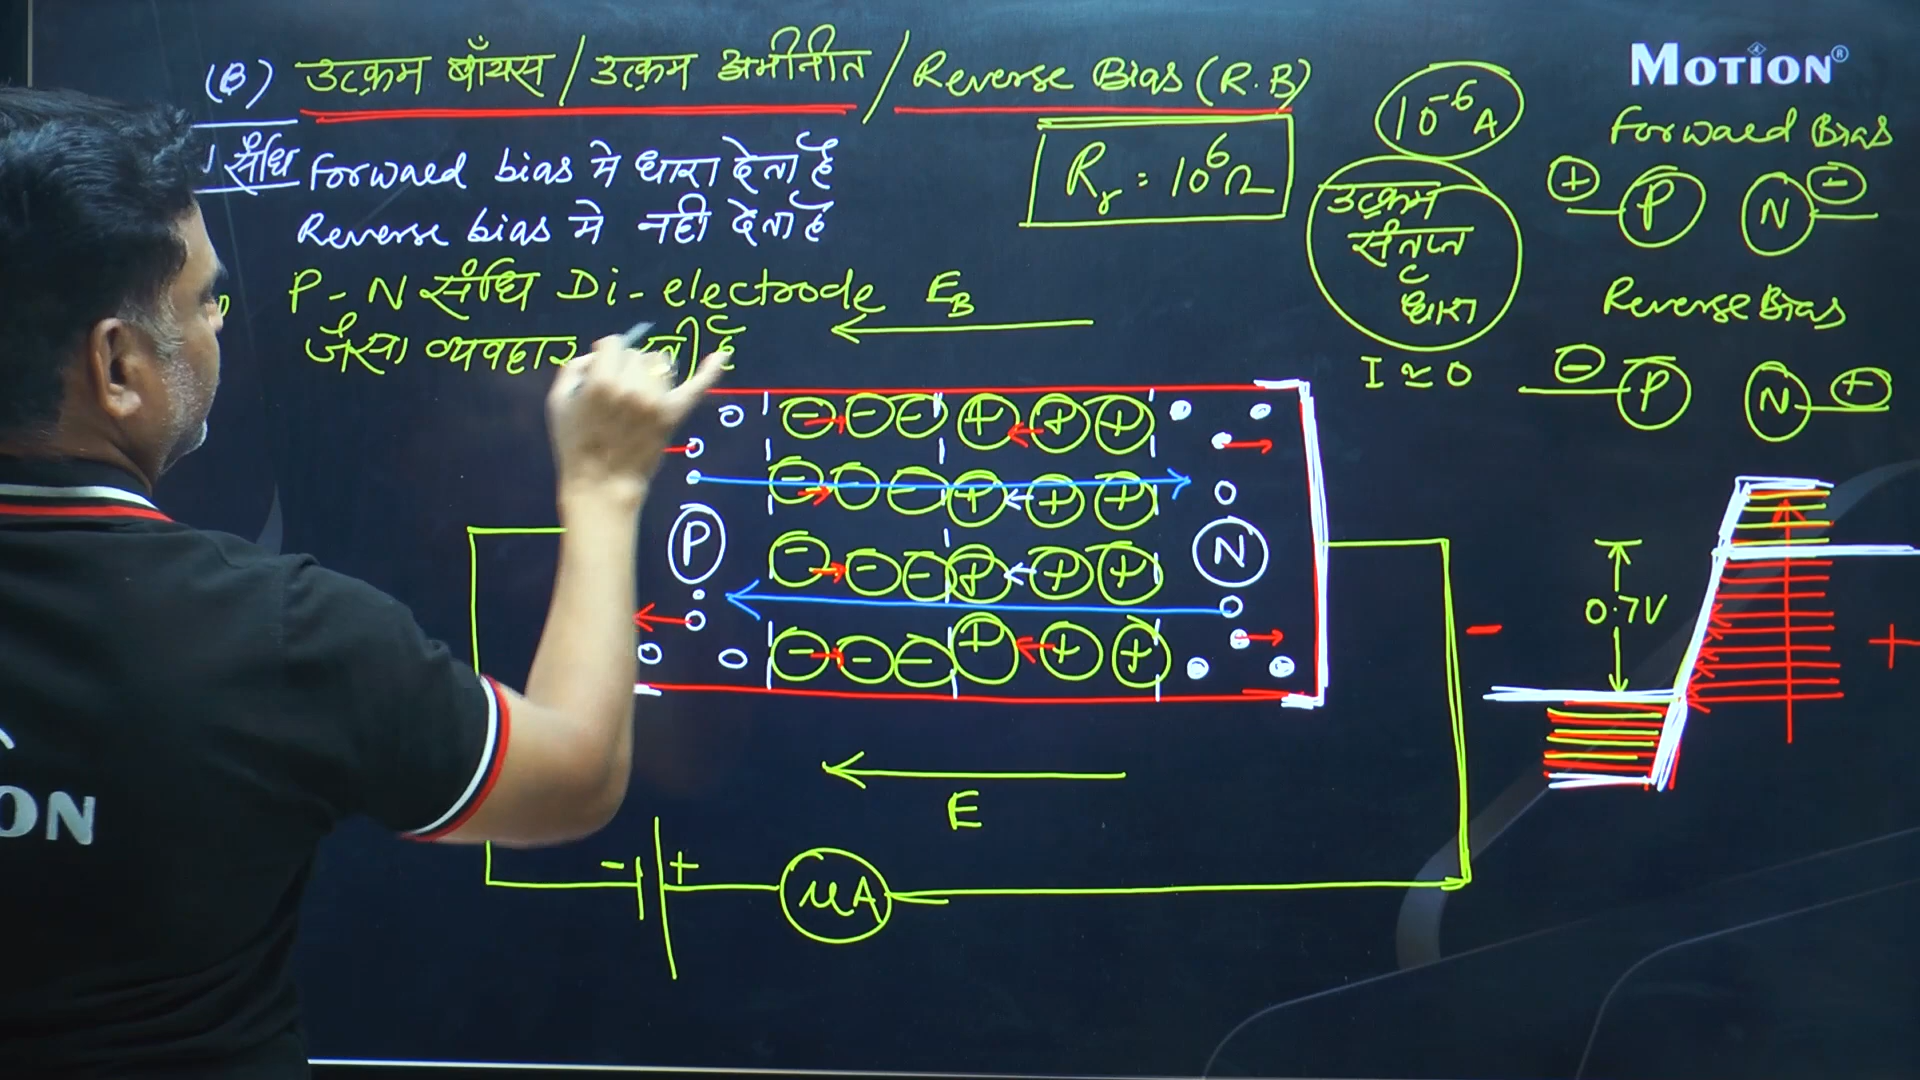 (B) उत्क्रम बॉयस / उत्क्रम अभीनीत / Reverse Bias (R.B)
MOTION®
10⁻⁶A
Forward Bias
संधि Forward bias मे धारा देता है
Rᵣ = 10⁶Ω
+ P N -
Reverse bias मे नही देता है
उत्क्रम
संतृप्त
धारा
P-N संधि Di-electrode
E_B
Reverse Bias
जैसा व्यवहार है
I ≃ 0
- P N +
- - - + + +
- - - + + +
P
N
- - - + + +
0.7V
-
+
- - - + + +
E
- +
μA
ON